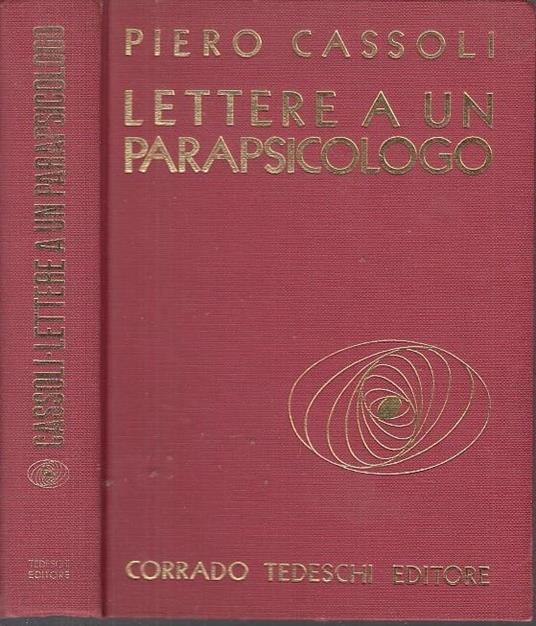 PIERO CASSOLI
LETTERE A UN
PARAPSICOLOGO
CORRADO TEDESCHI EDITORE
CASSOLI·LETTERE A UN PARAPSICOLOGO
TEDESCHI
EDITORE